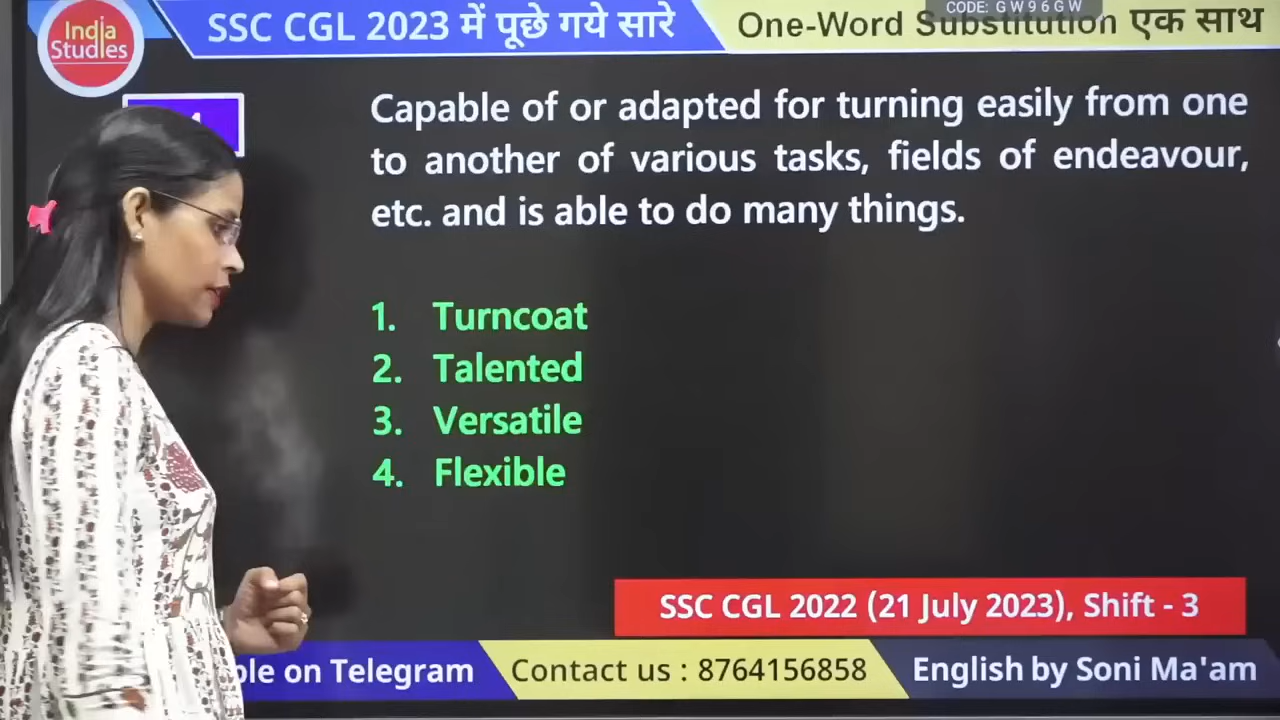 India
Studies
SSC CGL 2023 में पूछे गये सारे
One-Word Substitution एक साथ
CODE: GW96GW
Capable of or adapted for turning easily from one
to another of various tasks, fields of endeavour,
etc. and is able to do many things.
1. Turncoat
2. Talented
3. Versatile
4. Flexible
SSC CGL 2022 (21 July 2023), Shift - 3
on Telegram
Contact us : 8764156858
English by Soni Ma'am